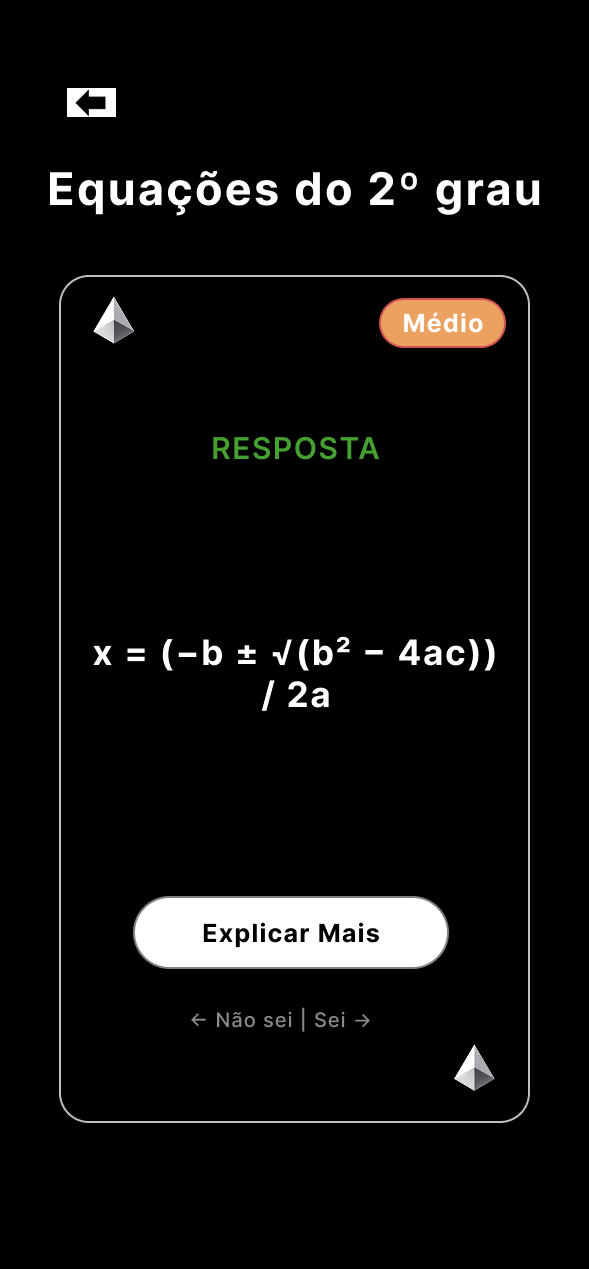 Equações do 2º grau
Médio
RESPOSTA
x = (−b ± √(b² − 4ac))
/ 2a
Explicar Mais
← Não sei | Sei →